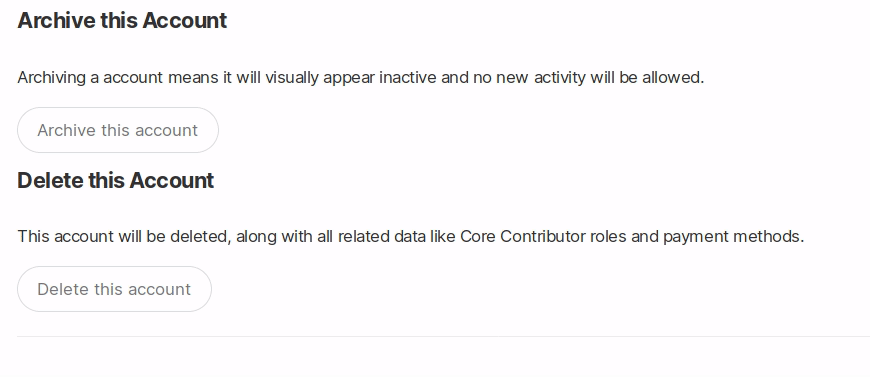 Archive this Account
Archiving a account means it will visually appear inactive and no new activity will be allowed.
Archive this account
Delete this Account
This account will be deleted, along with all related data like Core Contributor roles and payment methods.
Delete this account